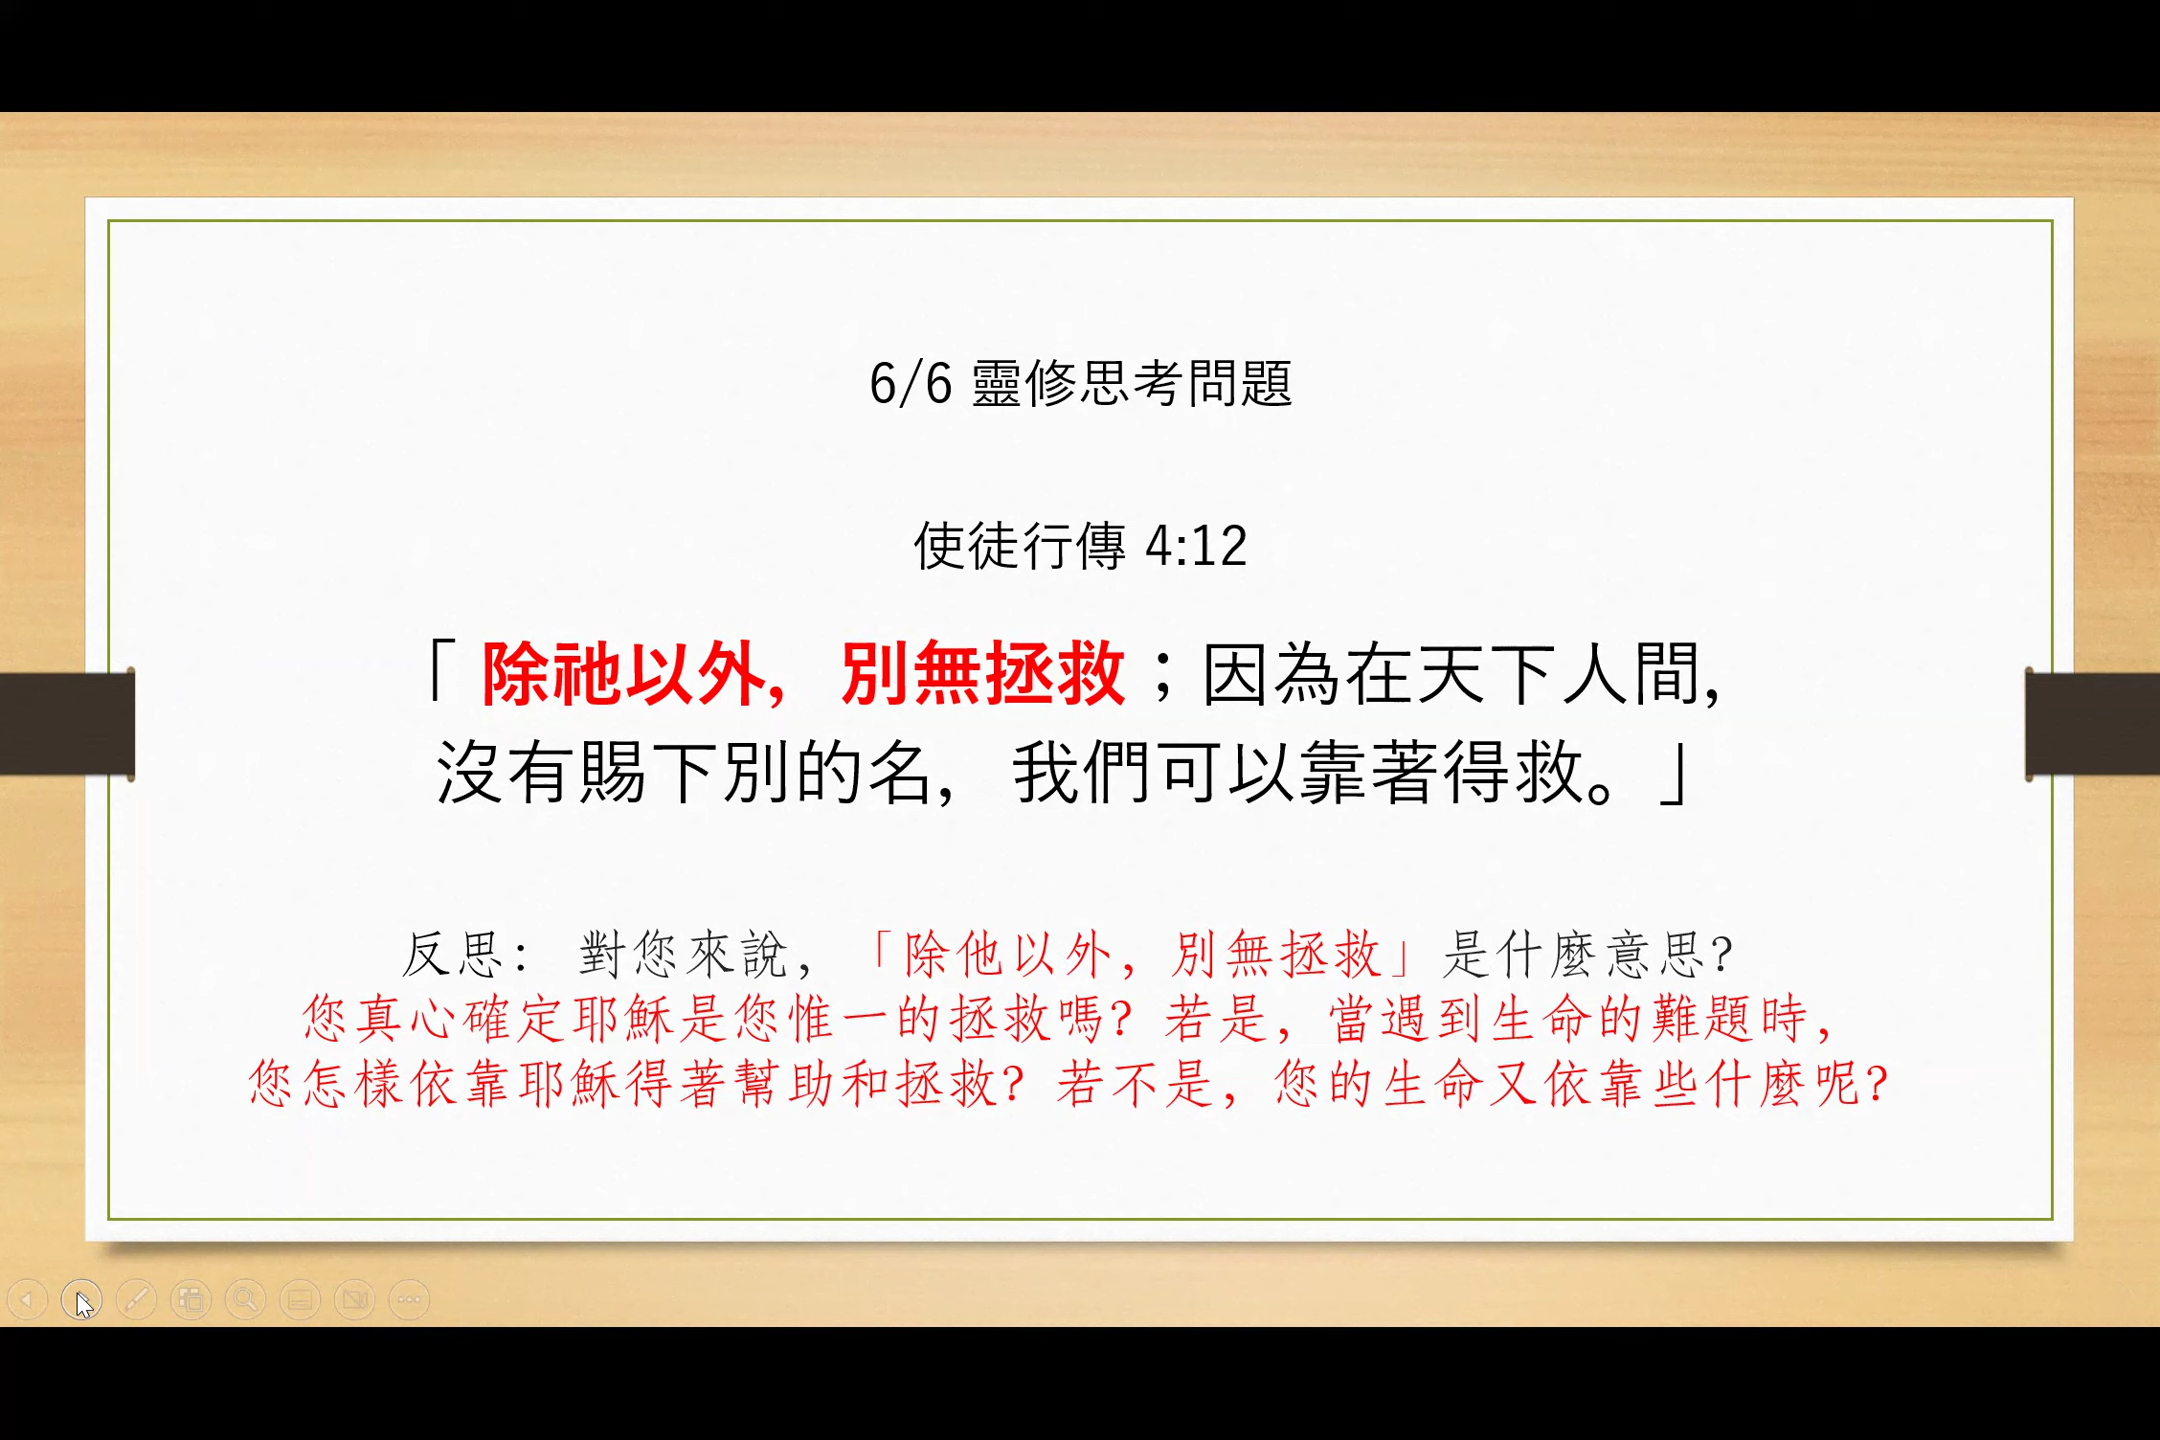 6/6 靈修思考問題
使徒行傳 4:12
「 除祂以外，別無拯救；因為在天下人間，
沒有賜下別的名，我們可以靠著得救。」
反思： 對您來說，「除他以外，別無拯救」是什麼意思？
您真心確定耶穌是您惟一的拯救嗎？若是，當遇到生命的難題時，
您怎樣依靠耶穌得著幫助和拯救？若不是，您的生命又依靠些什麼呢？